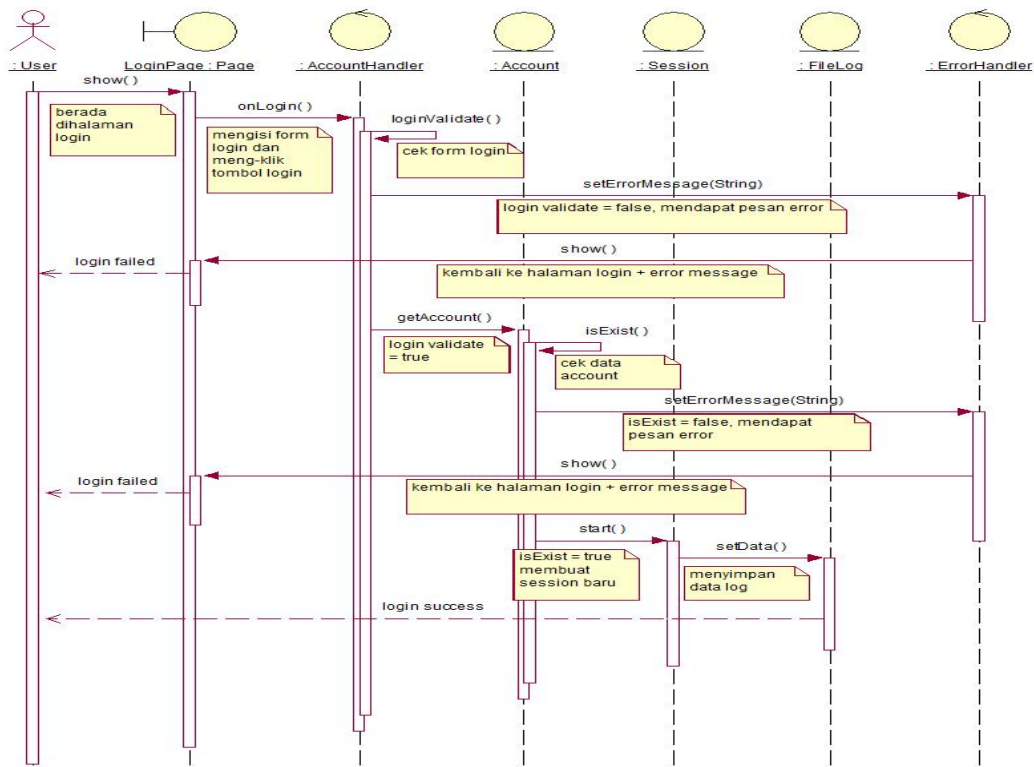 : User
LoginPage : Page
: AccountHandler
: Account
: Session
: FileLog
: ErrorHandler
show( )
berada
dihalaman
login
onLogin( )
mengisi form
login dan
meng-klik
tombol login
loginValidate( )
cek form login
setErrorMessage(String)
login validate = false, mendapat pesan error
show( )
login failed
kembali ke halaman login + error message
getAccount( )
login validate
= true
isExist( )
cek data
account
setErrorMessage(String)
isExist = false, mendapat
pesan error
show( )
login failed
kembali ke halaman login + error message
start( )
isExist = true
membuat
session baru
setData( )
menyimpan
data log
login success